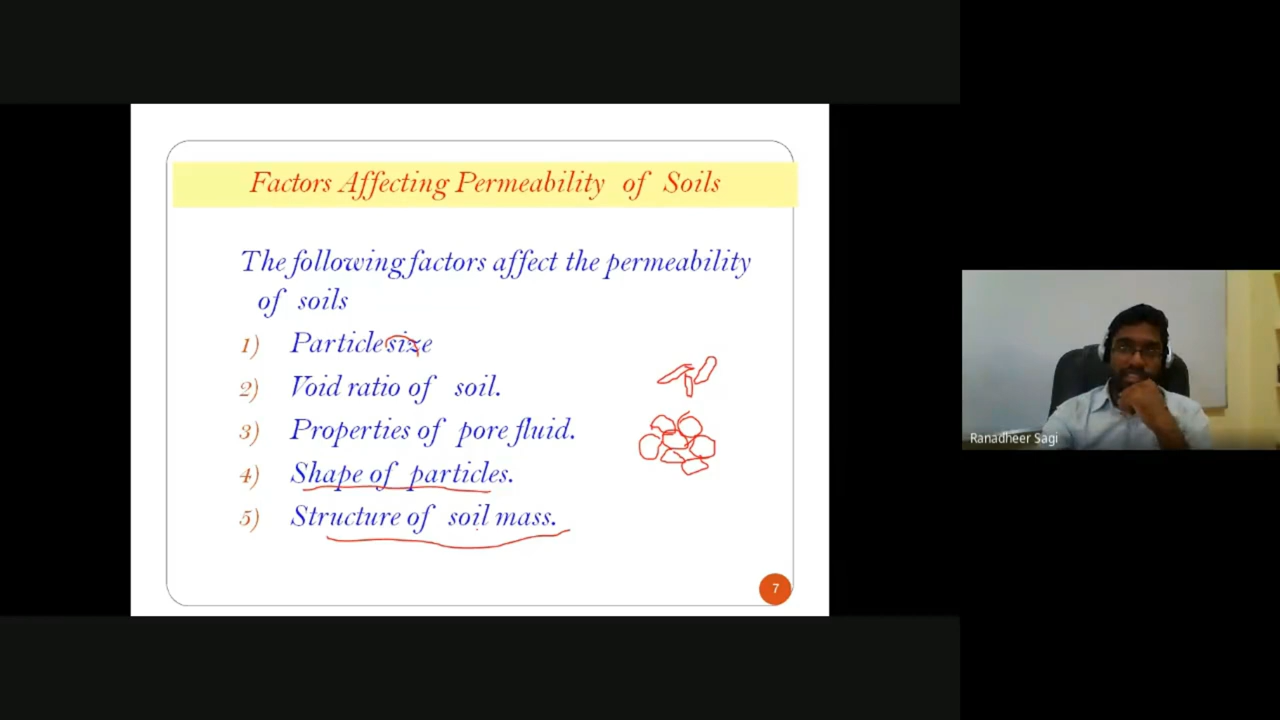 Factors Affecting Permeability of Soils
The following factors affect the permeability
of soils
1) Particle size
2) Void ratio of soil.
3) Properties of pore fluid.
4) Shape of particles.
5) Structure of soil mass.
7
Ranadheer Sagi